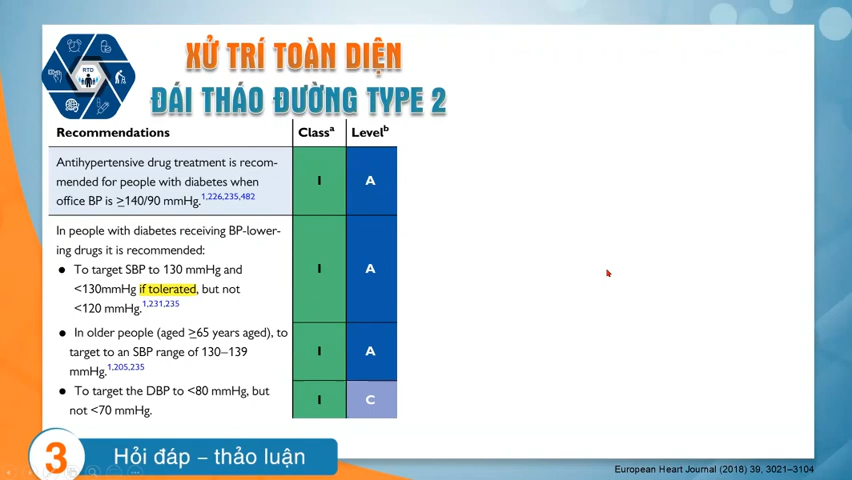 RTD
XỬ TRÍ TOÀN DIỆN
ĐÁI THÁO ĐƯỜNG TYPE 2
Recommendations Classa Levelb
Antihypertensive drug treatment is recom-
mended for people with diabetes when
office BP is ≥140/90 mmHg.1,226,235,482
I A
In people with diabetes receiving BP-lower-
ing drugs it is recommended:
● To target SBP to 130 mmHg and
<130mmHg if tolerated, but not
<120 mmHg.1,231,235
I A
● In older people (aged ≥65 years aged), to
target to an SBP range of 130–139
mmHg.1,205,235
I A
● To target the DBP to <80 mmHg, but
not <70 mmHg.
I C
3 Hỏi đáp – thảo luận
European Heart Journal (2018) 39, 3021–3104